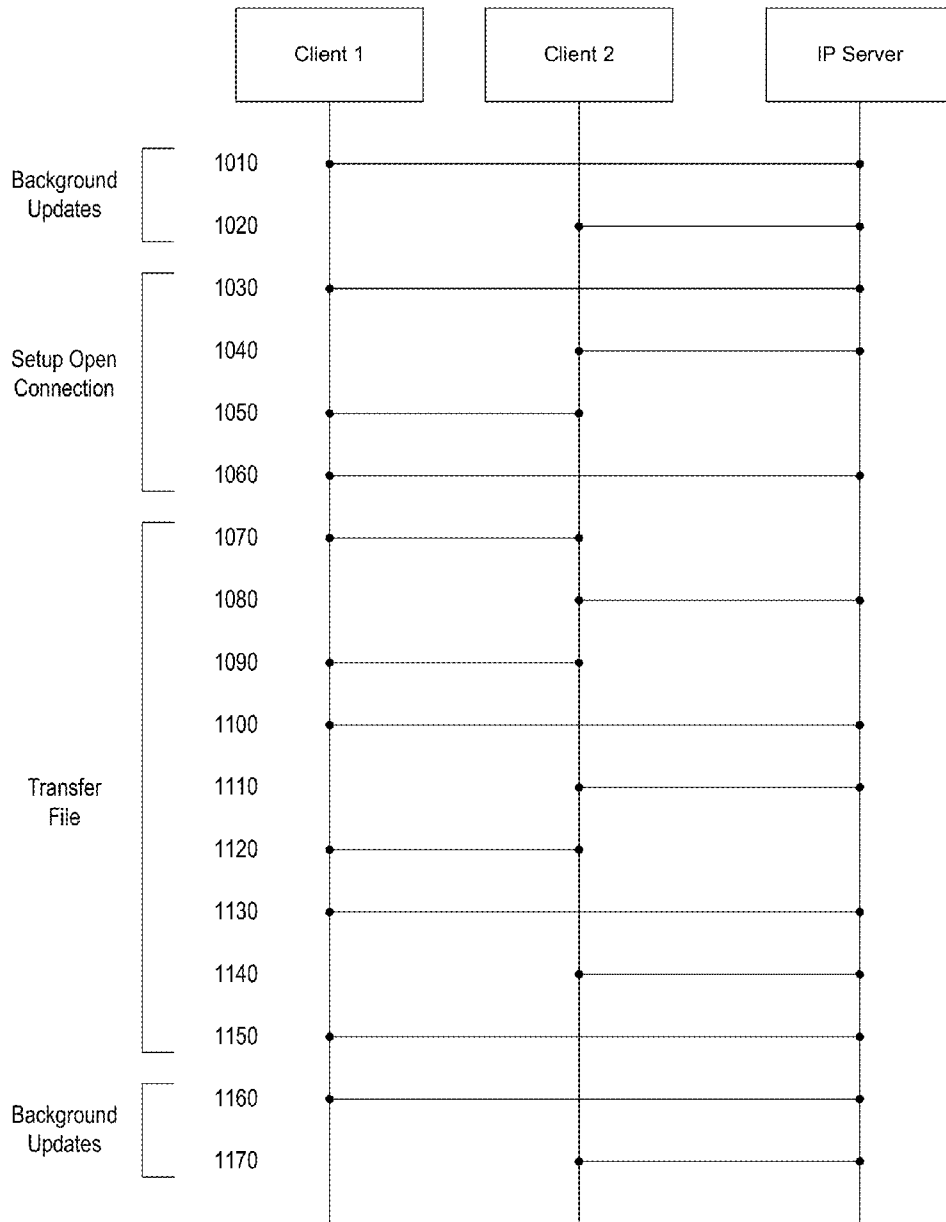 Client 1
Client 2
IP Server
Background
Updates
1010
1020
Setup Open
Connection
1030
1040
1050
1060
Transfer
File
1070
1080
1090
1100
1110
1120
1130
1140
1150
Background
Updates
1160
1170